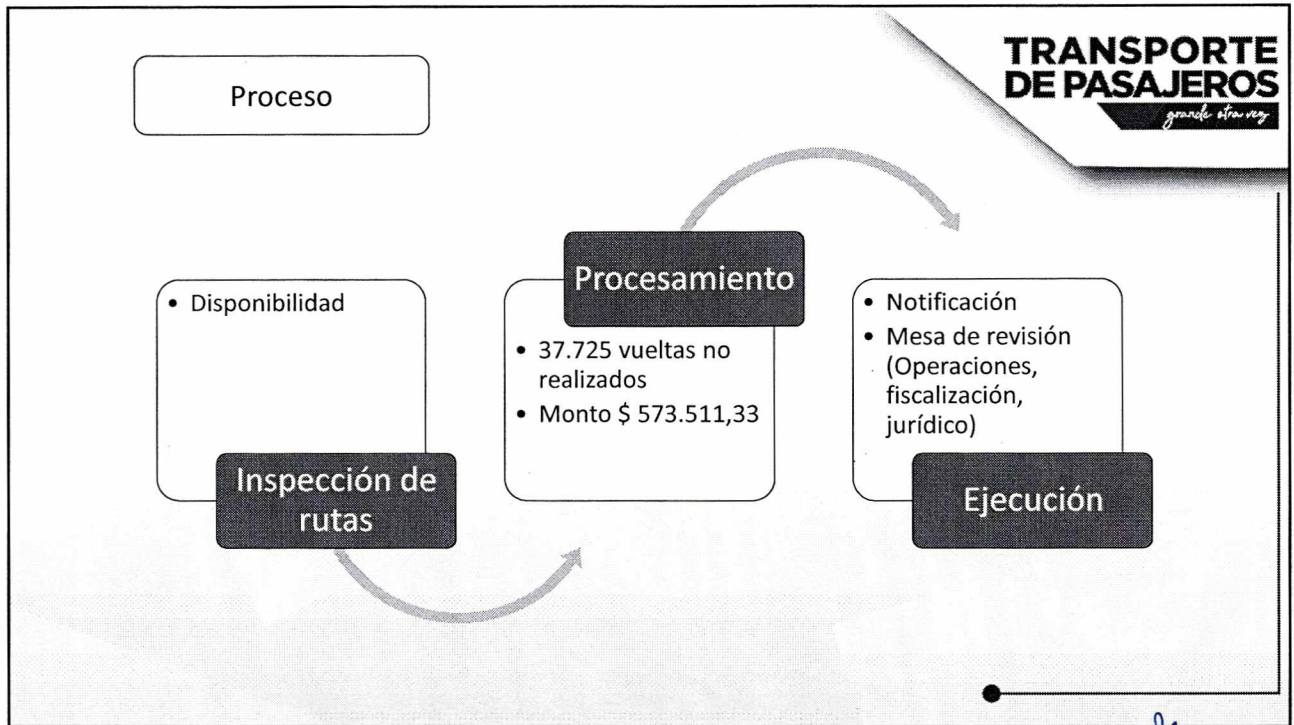 Proceso
TRANSPORTE
DE PASAJEROS
grande otra vez
• Disponibilidad
Inspección de
rutas
Procesamiento
• 37.725 vueltas no
realizados
• Monto $ 573.511,33
• Notificación
• Mesa de revisión
(Operaciones,
fiscalización,
jurídico)
Ejecución